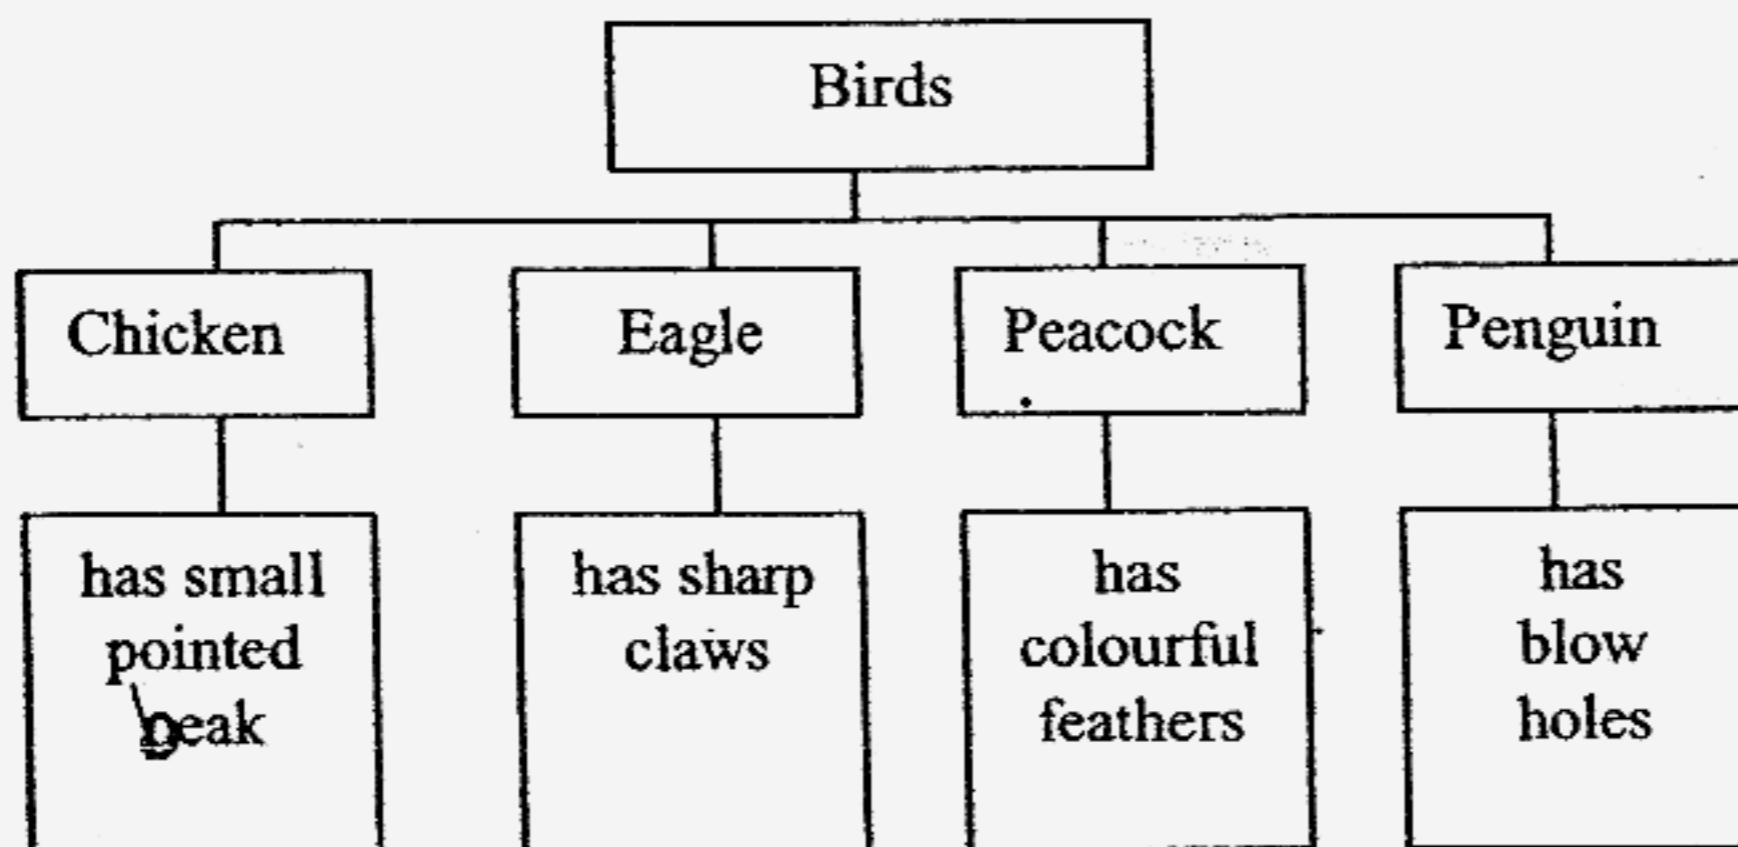 Birds
Chicken
Eagle
Peacock
Penguin
has small
pointed
beak
has sharp
claws
has
colourful
feathers
has
blow
holes